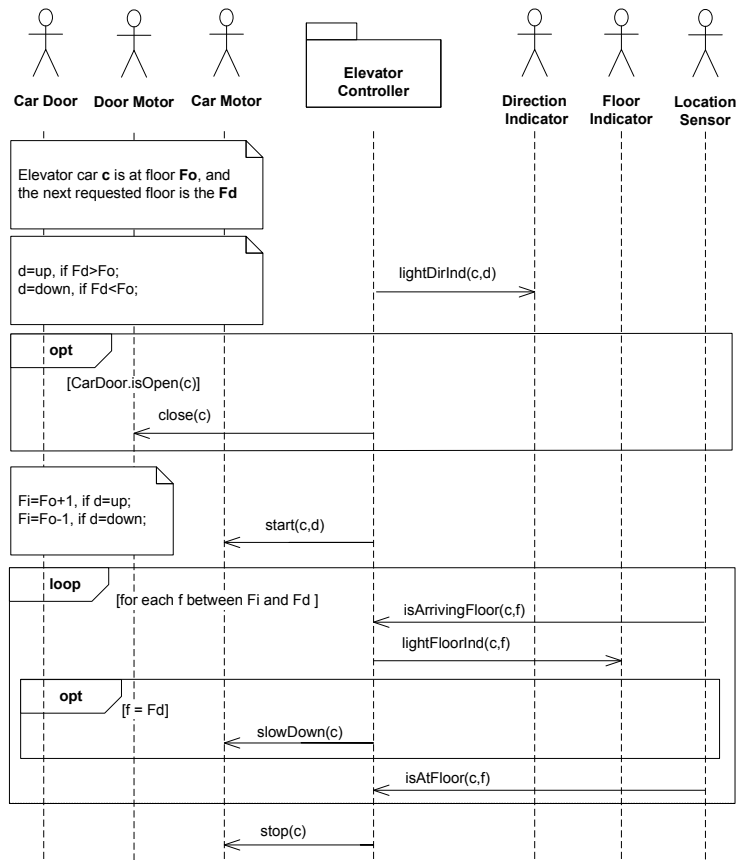 Car Door
Door Motor
Car Motor
Elevator
Controller
Direction
Indicator
Floor
Indicator
Location
Sensor
Elevator car c is at floor Fo, and
the next requested floor is the Fd
d=up, if Fd>Fo;
d=down, if Fd<Fo;
lightDirInd(c,d)
opt
[CarDoor.isOpen(c)]
close(c)
Fi=Fo+1, if d=up;
Fi=Fo-1, if d=down;
start(c,d)
loop
[for each f between Fi and Fd ]
isArrivingFloor(c,f)
lightFloorInd(c,f)
opt
[f = Fd]
slowDown(c)
isAtFloor(c,f)
stop(c)